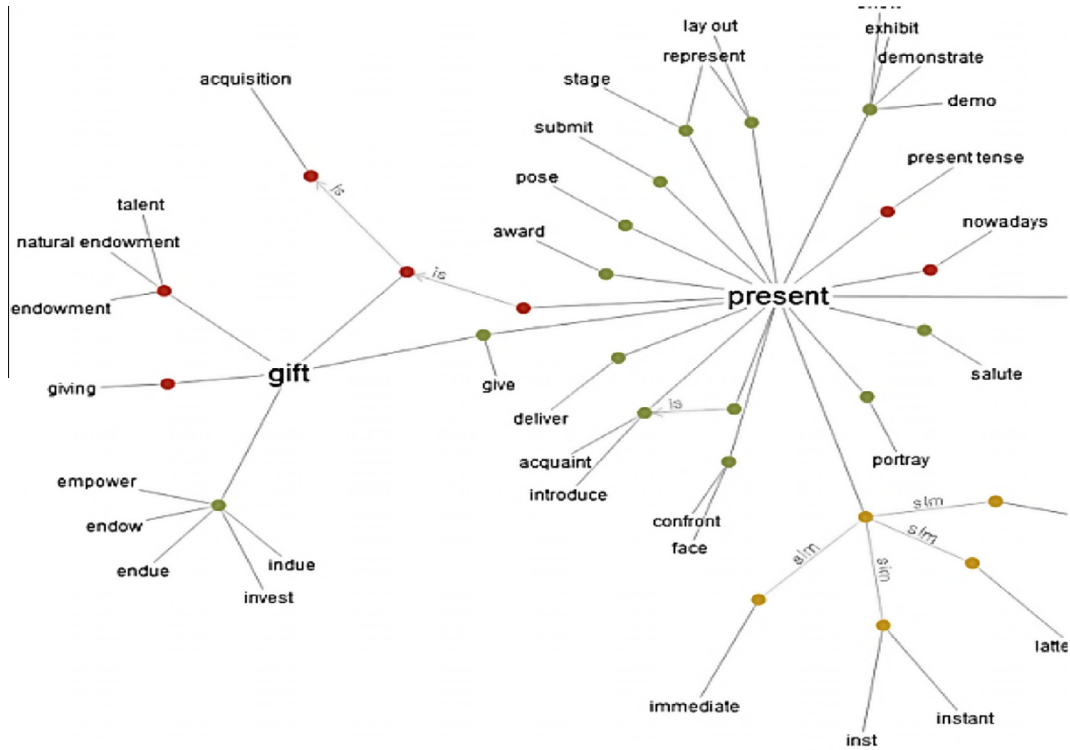 lay out
exhibit
represent
demonstrate
acquisition
stage
demo
submit
present tense
pose
is
talent
nowadays
award
natural endowment
is
present
endowment
gift
salute
giving
give
is
deliver
portray
acquaint
empower
introduce
sim
confront
endow
sim
face
sim
indue
sim
endue
invest
immediate
instant
inst